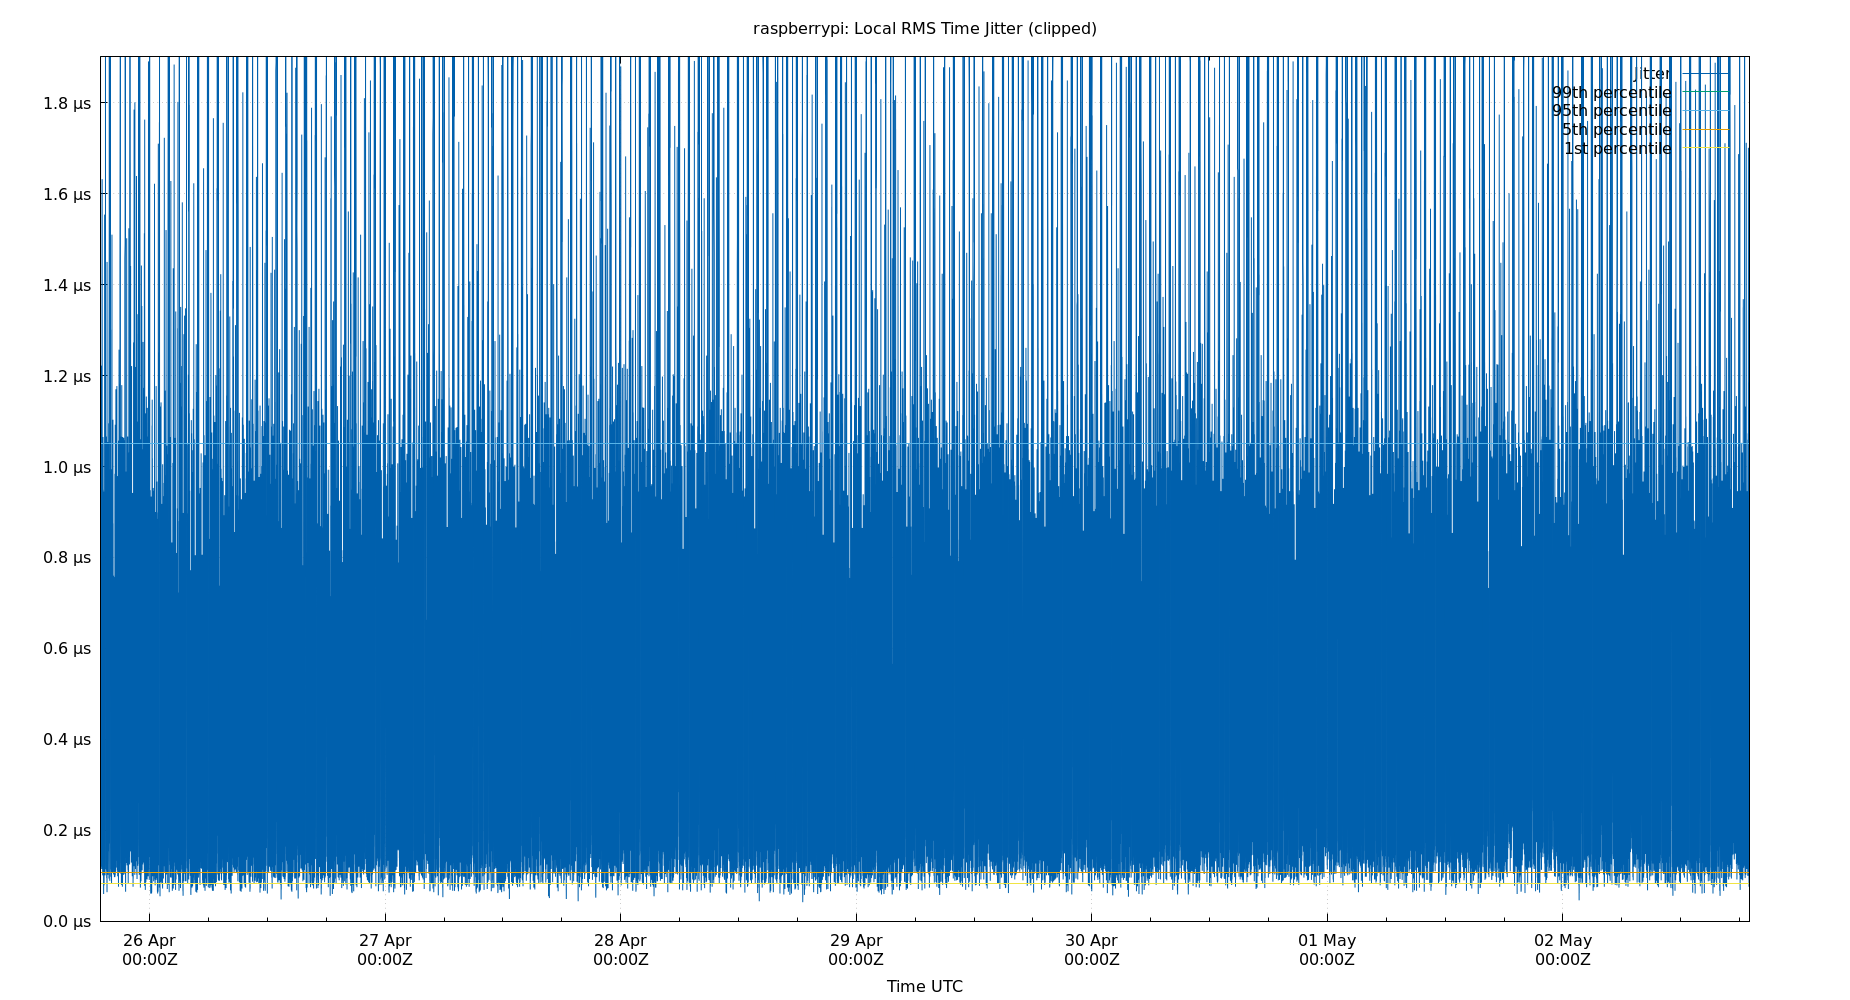 raspberrypi: Local RMS Time Jitter (clipped)
jitter
99th percentile
95th percentile
5th percentile
1st percentile
1.8 µs
1.6 µs
1.4 µs
1.2 µs
1.0 µs
0.8 µs
0.6 µs
0.4 µs
0.2 µs
0.0 µs
26 Apr 27 Apr 28 Apr 29 Apr 30 Apr 01 May 02 May
00:00Z 00:00Z 00:00Z 00:00Z 00:00Z 00:00Z 00:00Z
Time UTC